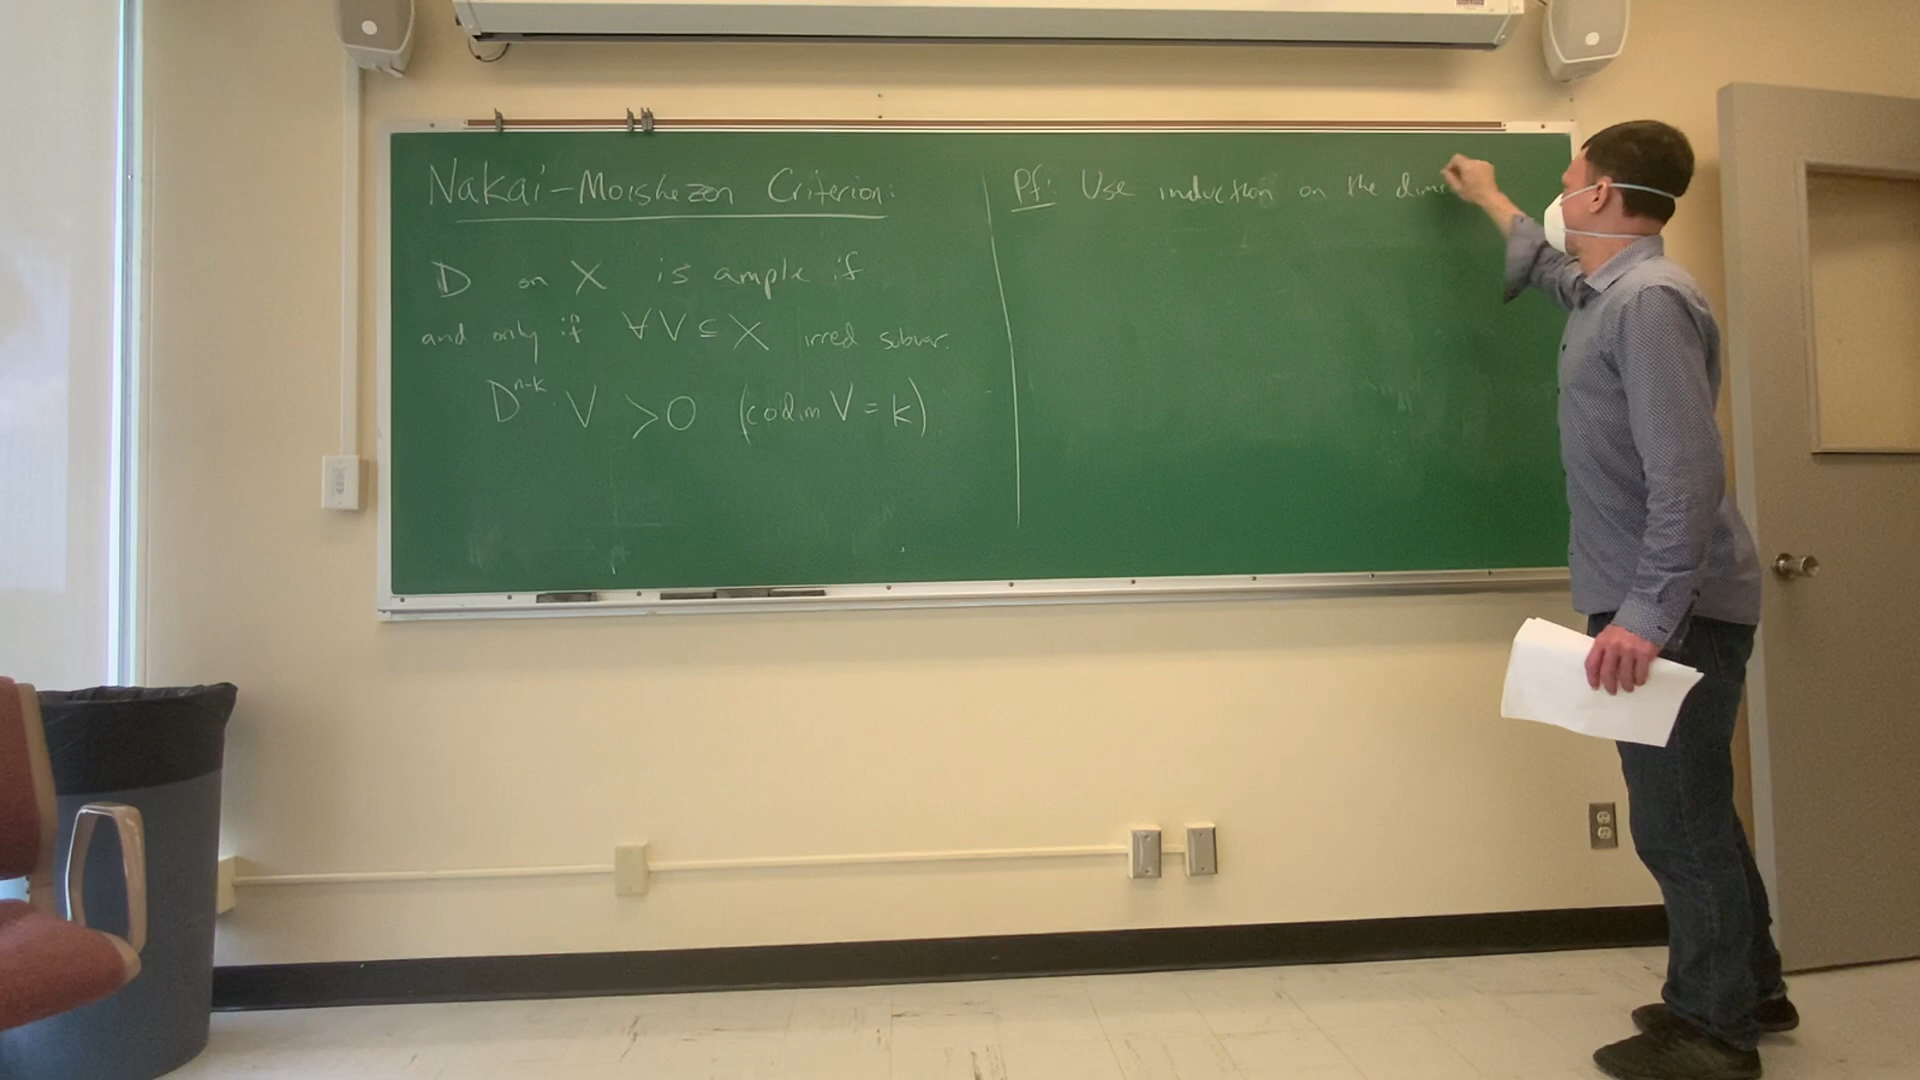 Nakai-Moishezon Criterion:
D on X is ample if
and only if ∀ V ⊆ X irred subvar.
D^{n-k} · V > 0 (codim V = k)
Pf: Use induction on the dime